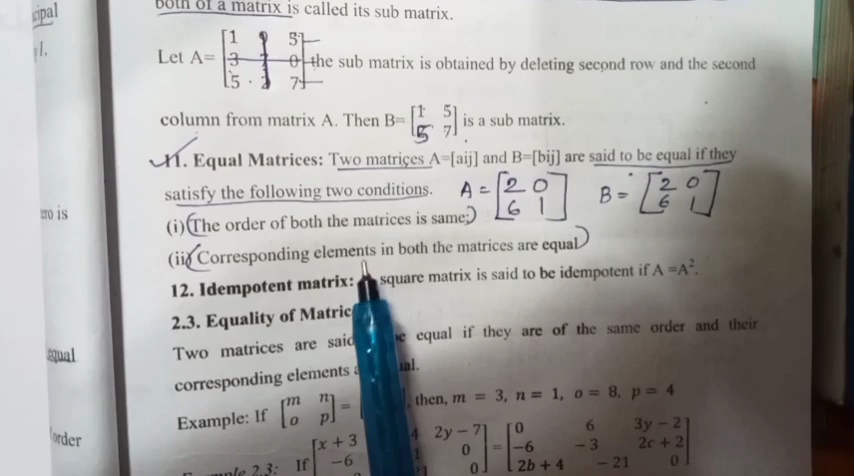 both of a matrix is called its sub matrix.
cipal
l.
Let A= [1 5
3 0
5 7] the sub matrix is obtained by deleting second row and the second
column from matrix A. Then B= [1 5
5 7] is a sub matrix.
11. Equal Matrices: Two matrices A=[aij] and B=[bij] are said to be equal if they
satisfy the following two conditions. A = [2 0
6 1] B = [2 0
6 1]
ero is
(i) The order of both the matrices is same;
(ii) Corresponding elements in both the matrices are equal
12. Idempotent matrix: square matrix is said to be idempotent if A =A².
2.3. Equality of Matric
Two matrices are said be equal if they are of the same order and their
equal
corresponding elements
Example: If [m n
o p] = , then, m = 3, n = 1, o = 8, p = 4
order
Example 2.3: If [x + 3 4 2y − 7
−6 1 0
0] = [0 6 3y − 2
−6 − 3 2c + 2
2b + 4 − 21 0]